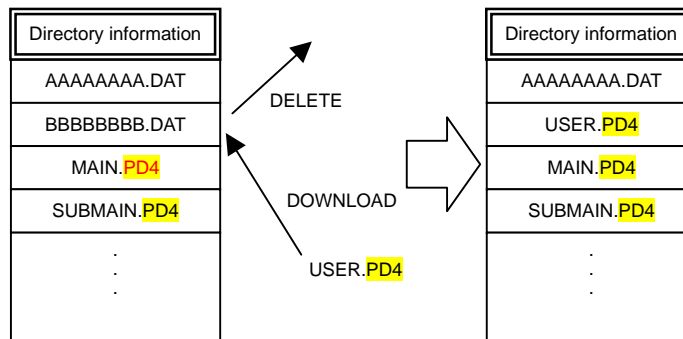 Directory information
AAAAAAAA.DAT
BBBBBBBB.DAT
MAIN.PD4
SUBMAIN.PD4
.
.
.
DELETE
DOWNLOAD
USER.PD4
Directory information
AAAAAAAA.DAT
USER.PD4
MAIN.PD4
SUBMAIN.PD4
.
.
.